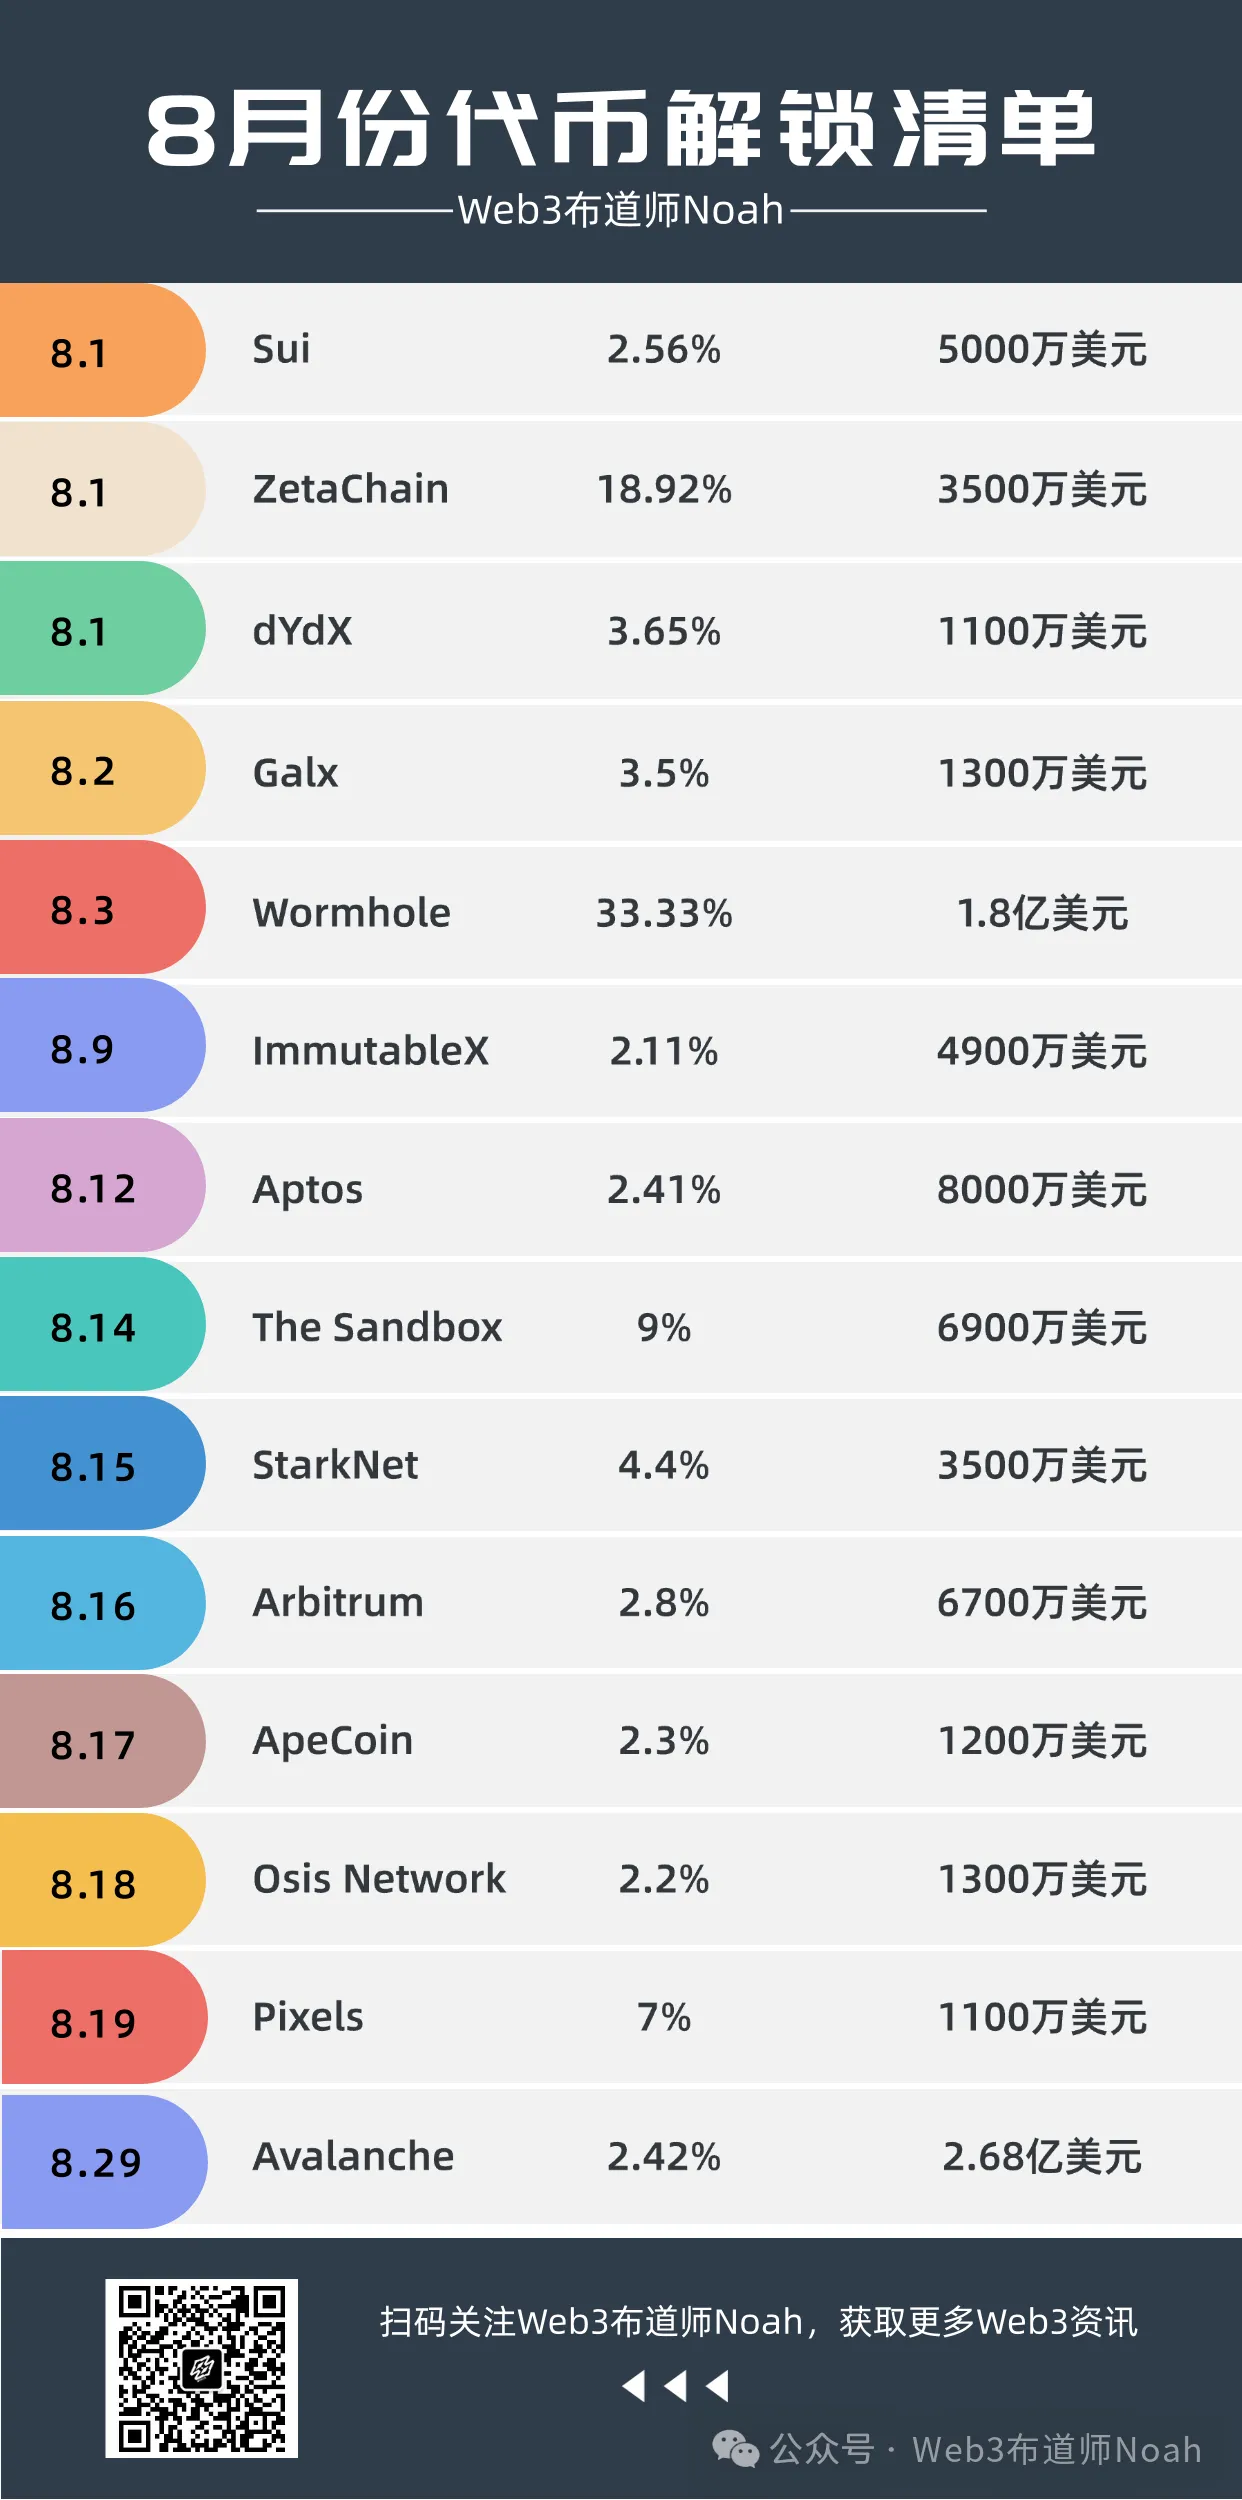 8月份代币解锁清单
Web3布道师Noah
8.1 Sui 2.56% 5000万美元
8.1 ZetaChain 18.92% 3500万美元
8.1 dYdX 3.65% 1100万美元
8.2 Galx 3.5% 1300万美元
8.3 Wormhole 33.33% 1.8亿美元
8.9 ImmutableX 2.11% 4900万美元
8.12 Aptos 2.41% 8000万美元
8.14 The Sandbox 9% 6900万美元
8.15 StarkNet 4.4% 3500万美元
8.16 Arbitrum 2.8% 6700万美元
8.17 ApeCoin 2.3% 1200万美元
8.18 Osis Network 2.2% 1300万美元
8.19 Pixels 7% 1100万美元
8.29 Avalanche 2.42% 2.68亿美元
扫码关注Web3布道师Noah，获取更多Web3资讯
公众号 · Web3布道师Noah